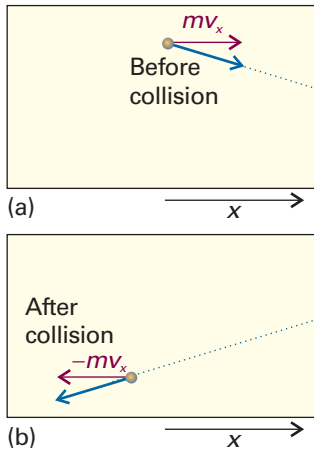 mvₓ
Before
collision
(a)
x
After
collision
−mvₓ
(b)
x